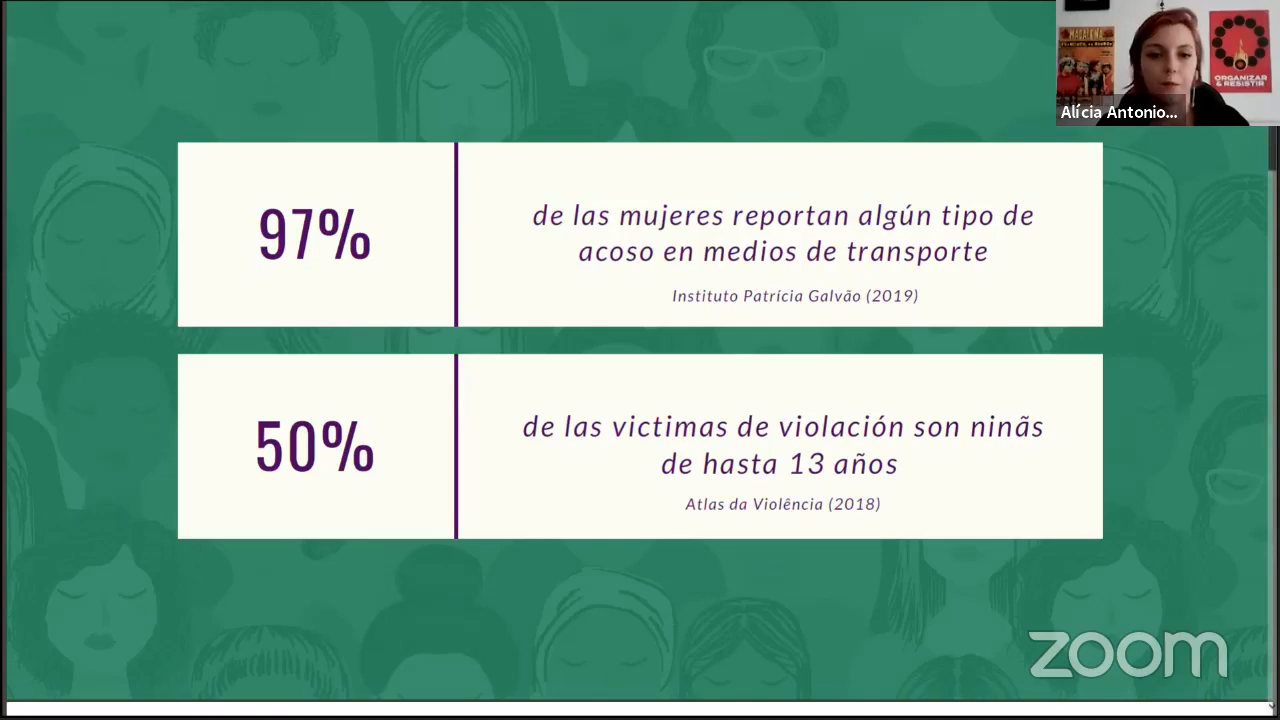 MAGALENA
ORGANIZAR
& RESISTIR
Alícia Antonio...
97%
de las mujeres reportan algún tipo de
acoso en medios de transporte
Instituto Patrícia Galvão (2019)
50%
de las victimas de violación son ninãs
de hasta 13 años
Atlas da Violência (2018)
zoom